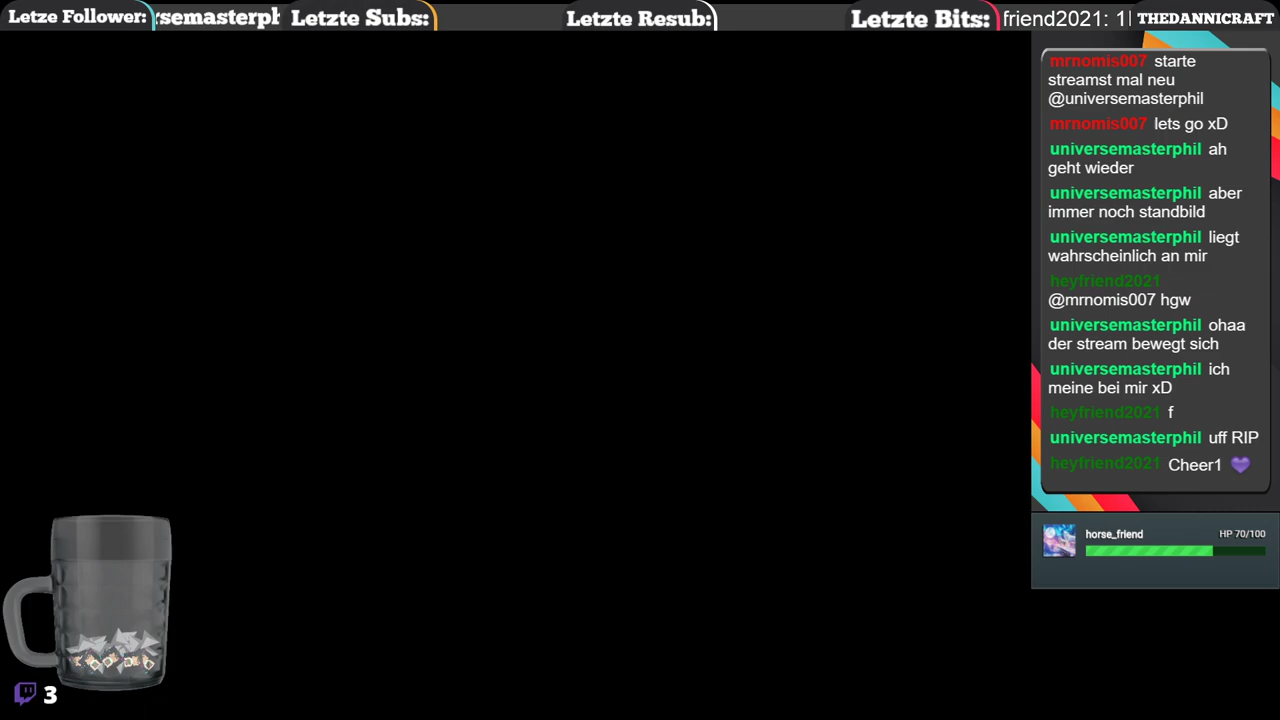 Letze Follower: rsemasterph Letzte Subs: Letzte Resub: Letzte Bits: friend2021: 1 THEDANNICRAFT
mrnomis007 starte
streamst mal neu
@universemasterphil
mrnomis007 lets go xD
universemasterphil ah
geht wieder
universemasterphil aber
immer noch standbild
universemasterphil liegt
wahrscheinlich an mir
heyfriend2021
@mrnomis007 hgw
universemasterphil ohaa
der stream bewegt sich
universemasterphil ich
meine bei mir xD
heyfriend2021 f
universemasterphil uff RIP
heyfriend2021 Cheer1 💜
horse_friend HP 70/100
3